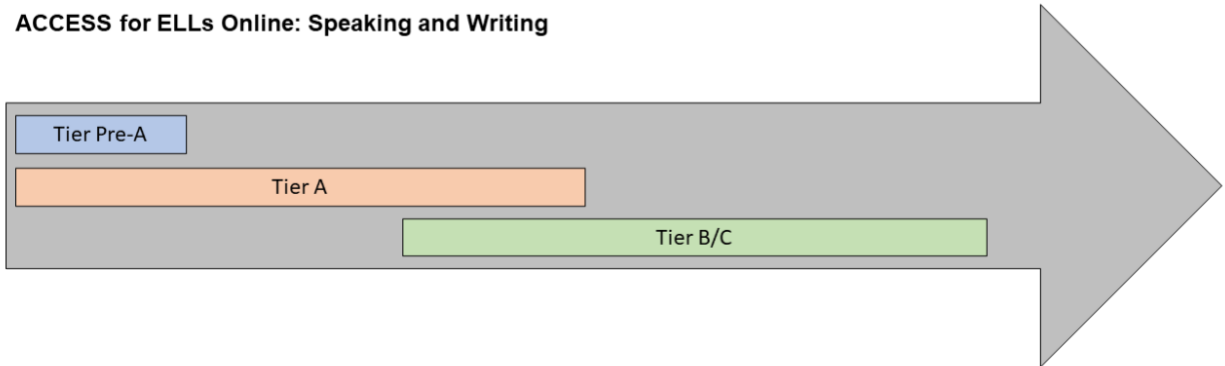 ACCESS for ELLs Online: Speaking and Writing
Tier Pre-A
Tier A
Tier B/C